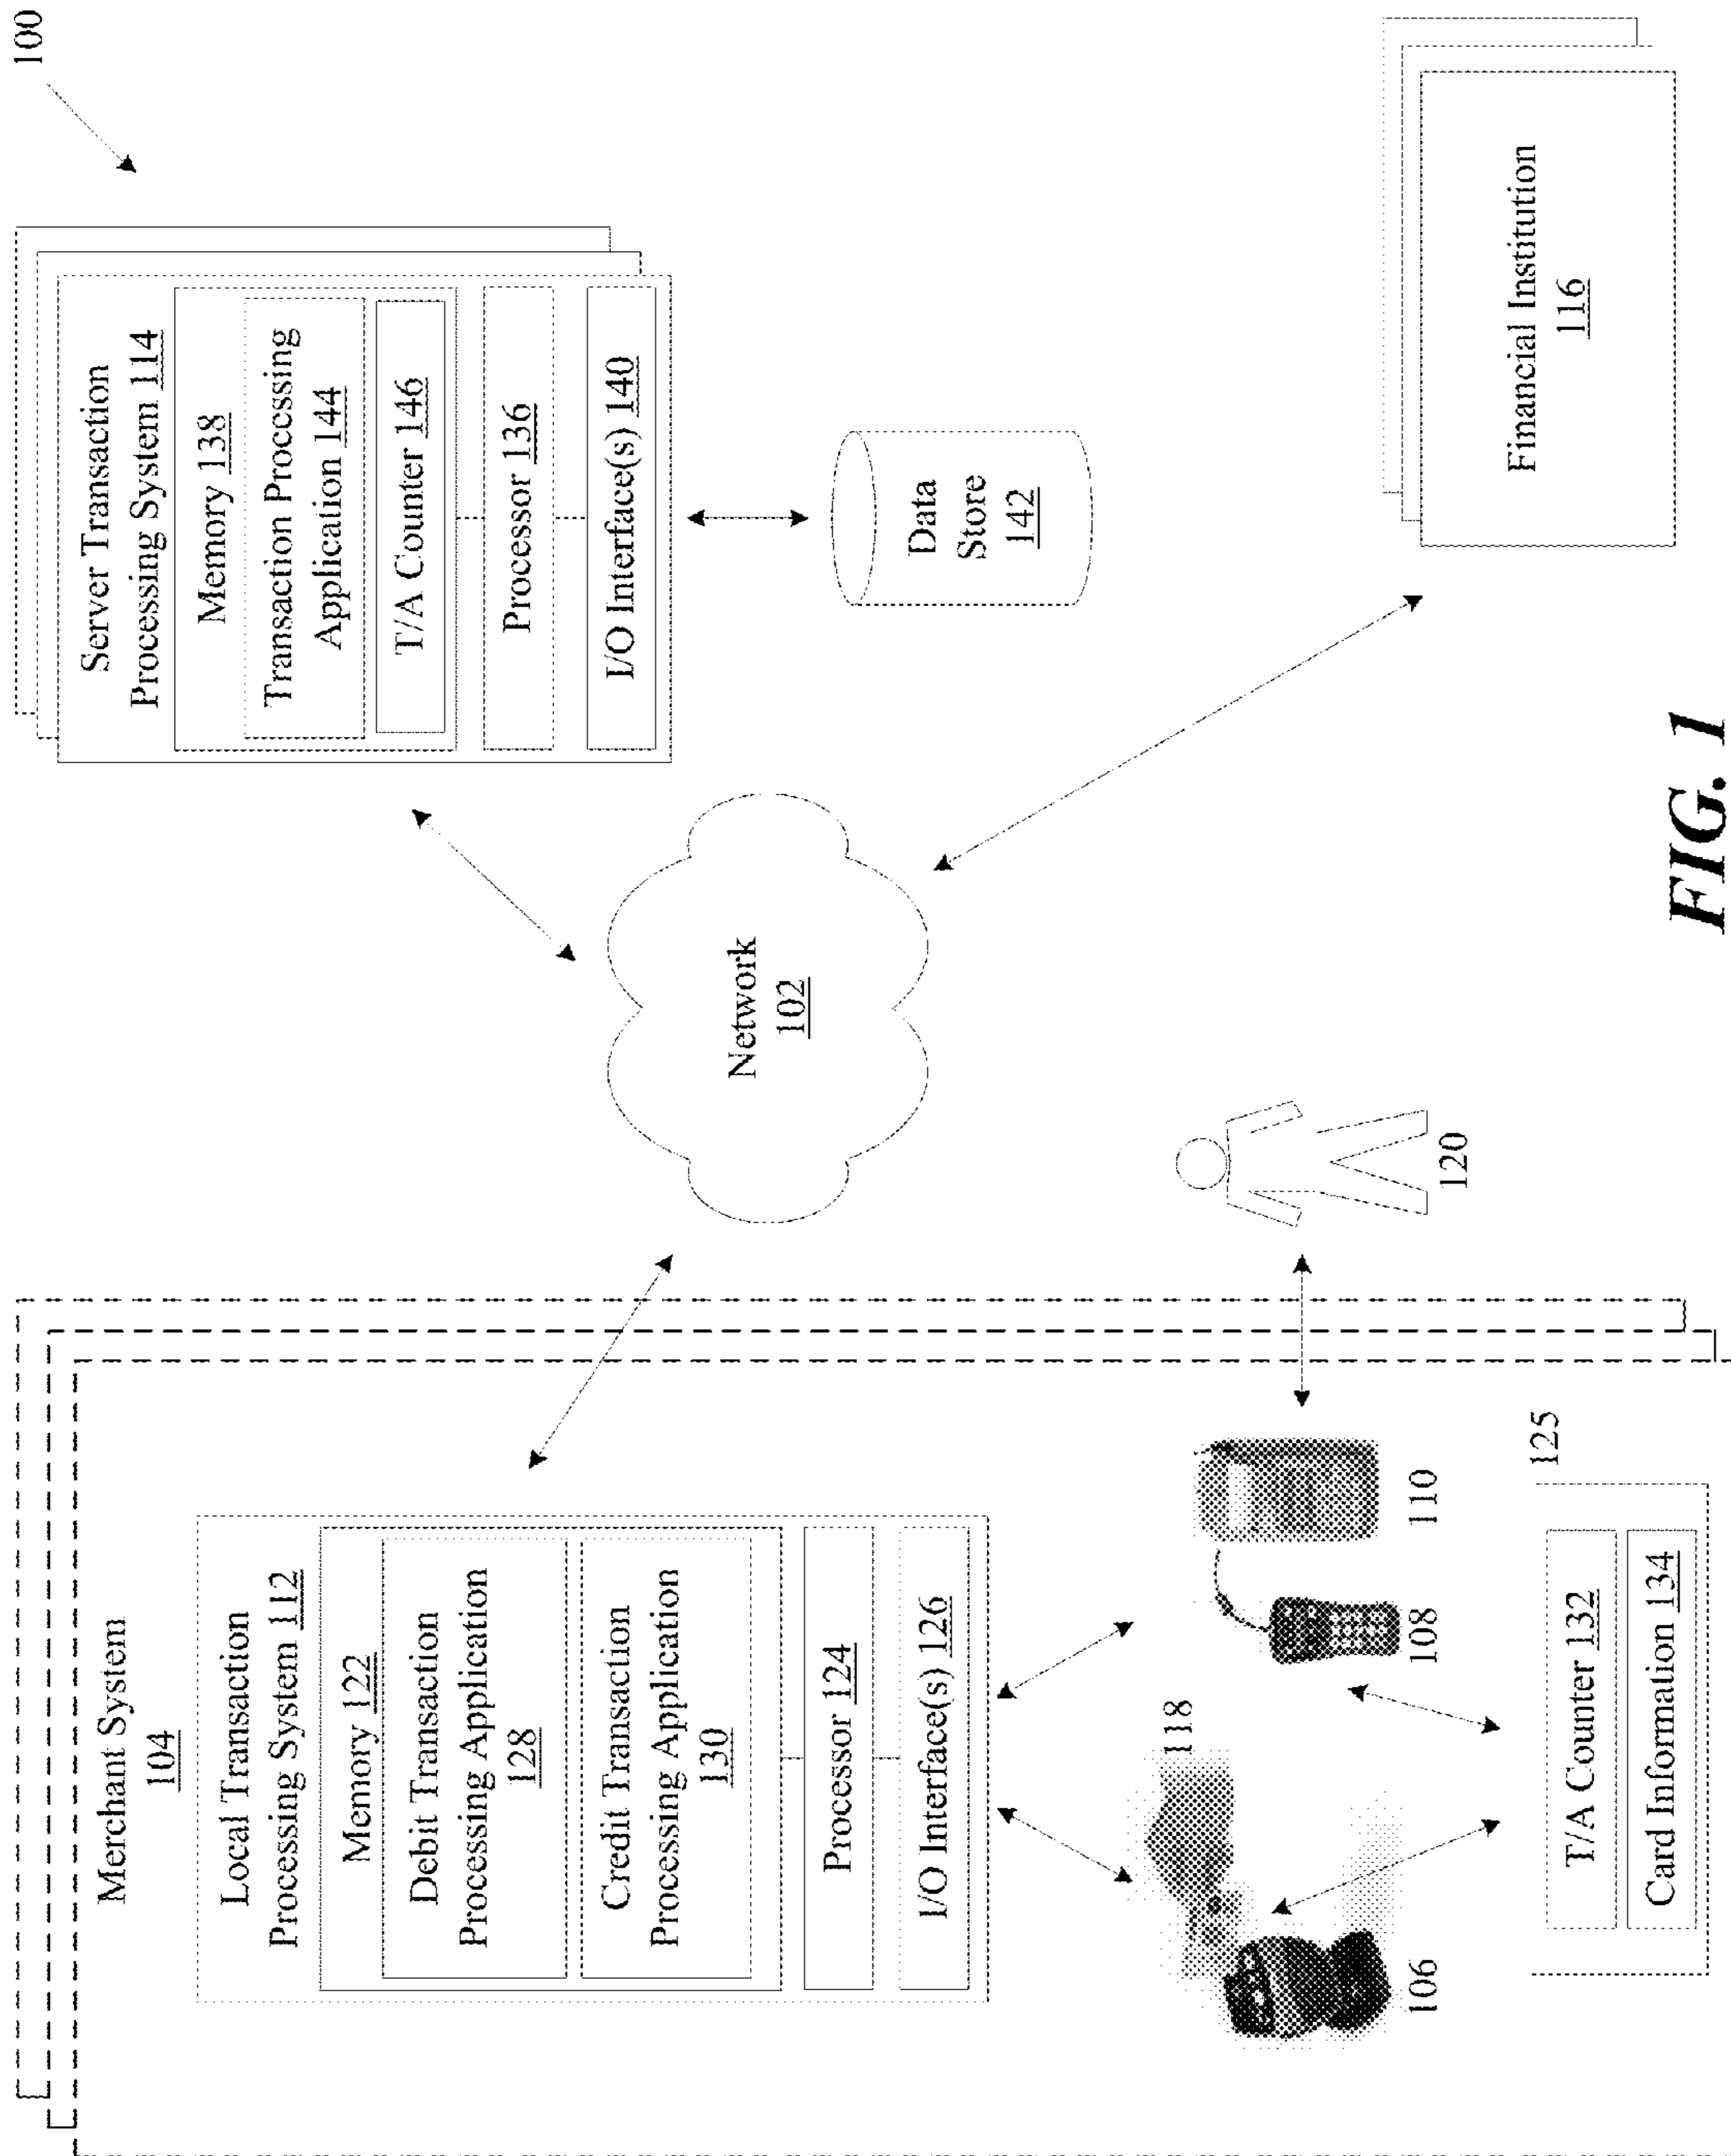 100
Merchant System
104
Local Transaction
Processing System 112
Memory 122
Debit Transaction
Processing Application
128
Credit Transaction
Processing Application
130
Processor 124
I/O Interface(s) 126
118
106
108
110
125
T/A Counter 132
Card Information 134
120
Network
102
Server Transaction
Processing System 114
Memory 138
Transaction Processing
Application 144
T/A Counter 146
Processor 136
I/O Interface(s) 140
Data
Store
142
Financial Institution
116
FIG. 1